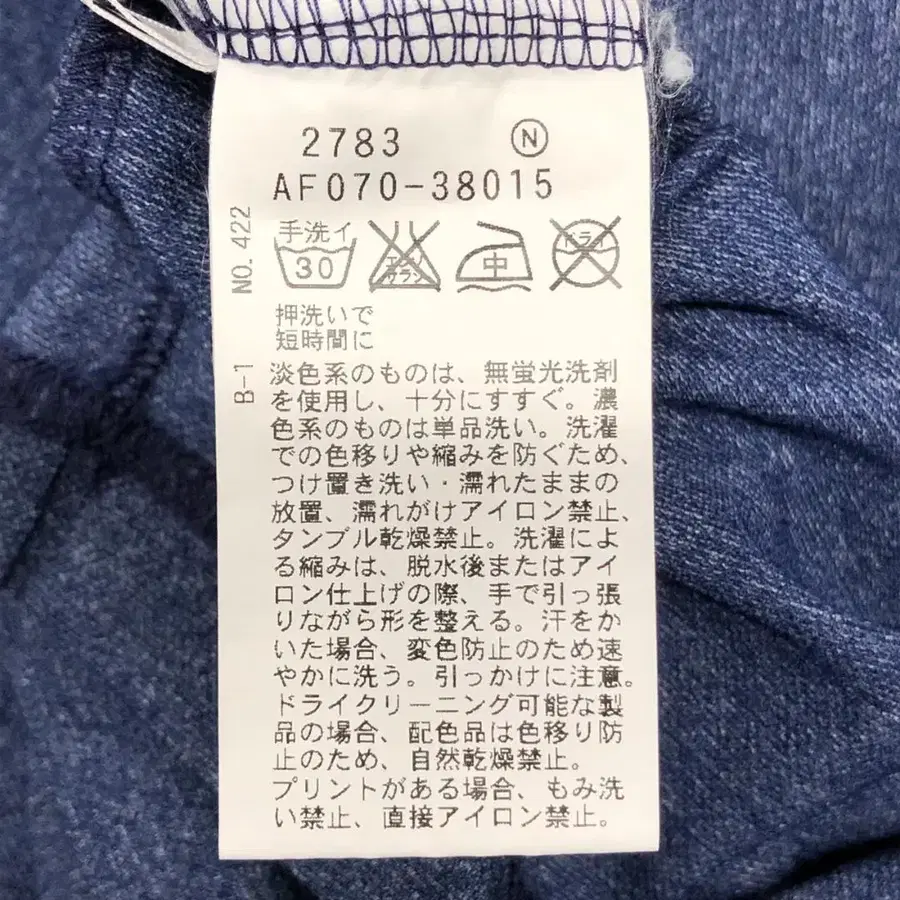 2783 N
AF070-38015
手洗イ
30
エンソ
サラシ
中
ドライ
NO. 422
B-1
押洗いで
短時間に
淡色系のものは、無蛍光洗剤
を使用し、十分にすすぐ。濃
色系のものは単品洗い。洗濯
での色移りや縮みを防ぐため、
つけ置き洗い・濡れたままの
放置、濡れがけアイロン禁止、
タンブル乾燥禁止。洗濯によ
る縮みは、脱水後またはアイ
ロン仕上げの際、手で引っ張
りながら形を整える。汗をか
いた場合、変色防止のため速
やかに洗う。引っかけに注意。
ドライクリーニング可能な製
品の場合、配色品は色移り防
止のため、自然乾燥禁止。
プリントがある場合、もみ洗
い禁止、直接アイロン禁止。